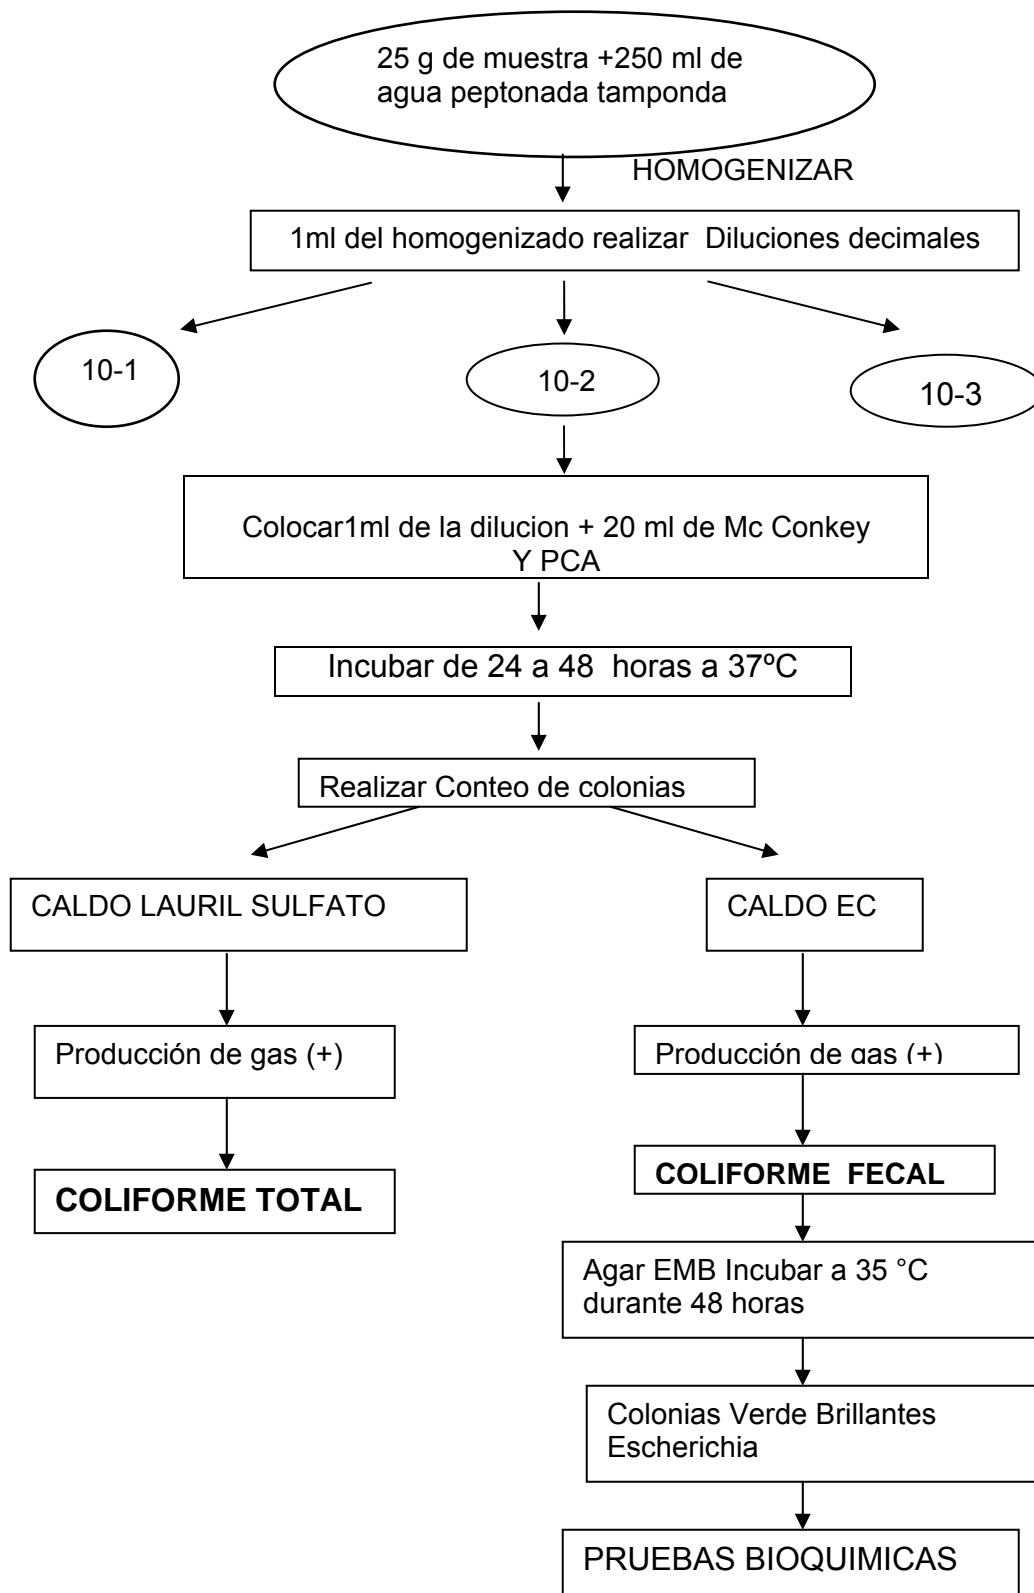 25 g de muestra +250 ml de
agua peptonada tamponda
HOMOGENIZAR
1ml del homogenizado realizar Diluciones decimales
10-1
10-2
10-3
Colocar1ml de la dilucion + 20 ml de Mc Conkey
Y PCA
Incubar de 24 a 48 horas a 37ºC
Realizar Conteo de colonias
CALDO LAURIL SULFATO
CALDO EC
Producción de gas (+)
Producción de gas (+)
COLIFORME TOTAL
COLIFORME FECAL
Agar EMB Incubar a 35 °C
durante 48 horas
Colonias Verde Brillantes
Escherichia
PRUEBAS BIOQUIMICAS